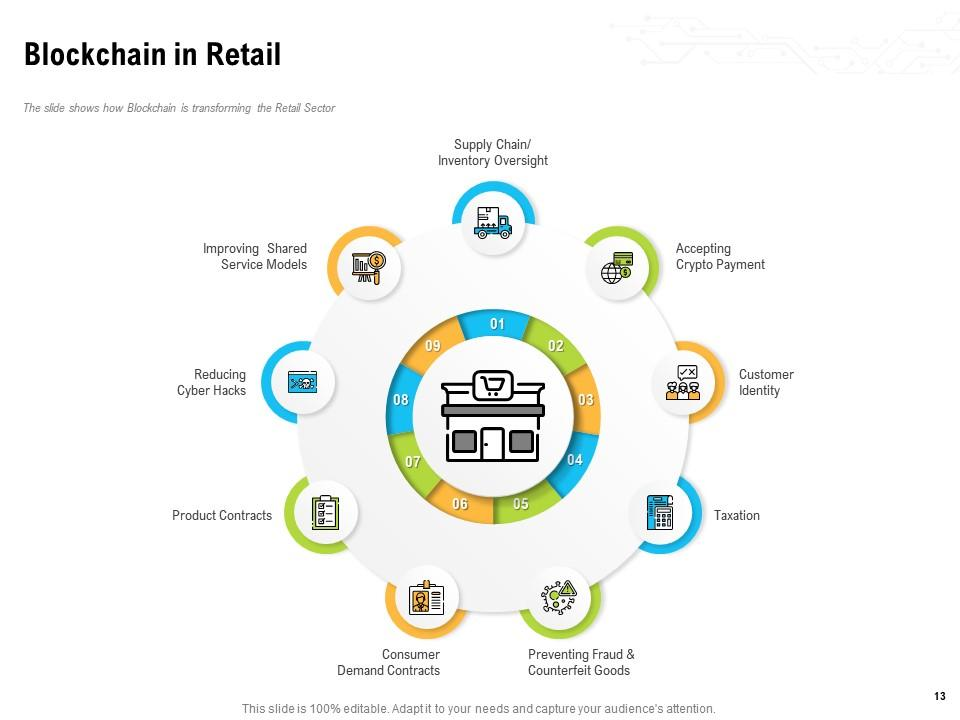 Blockchain in Retail
The slide shows how Blockchain is transforming the Retail Sector
Supply Chain/
Inventory Oversight
Accepting
Crypto Payment
Customer
Identity
Taxation
Preventing Fraud &
Counterfeit Goods
Consumer
Demand Contracts
Product Contracts
Reducing
Cyber Hacks
Improving Shared
Service Models
01
02
03
04
05
06
07
08
09
13
This slide is 100% editable. Adapt it to your needs and capture your audience's attention.